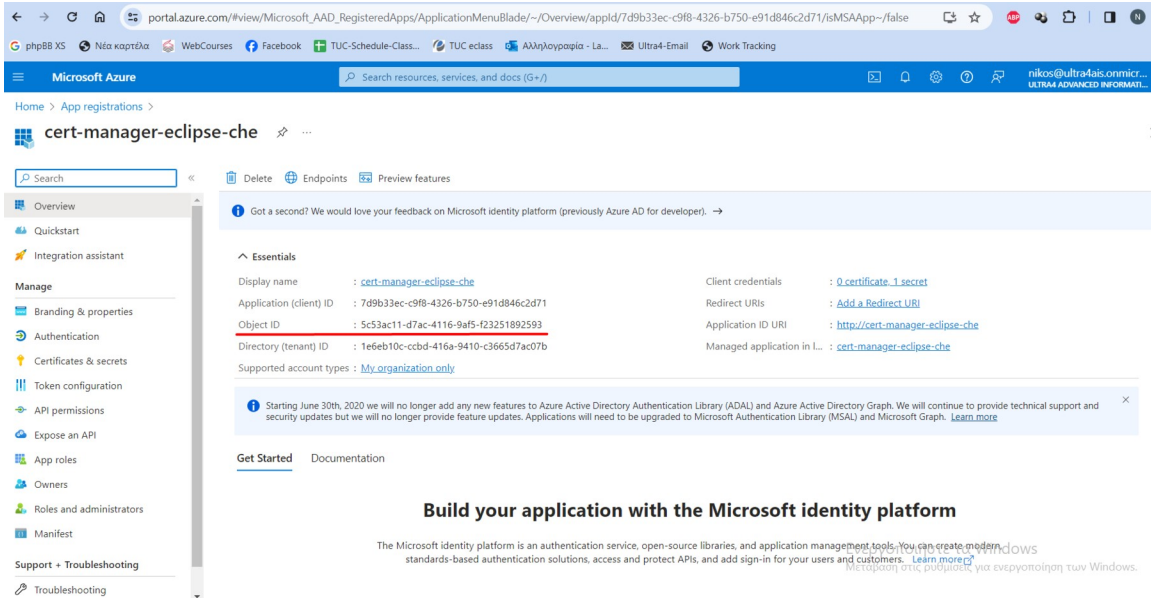 portal.azure.com/#view/Microsoft_AAD_RegisteredApps/ApplicationMenuBlade/~/Overview/appId/7d9b33ec-c9f8-4326-b750-e91d846c2d71/isMSAApp~/false ABP N
phpBB XS Νέα καρτέλα WebCourses Facebook TUC-Schedule-Class... TUC eclass Αλληλογραφία - La... Ultra4-Email Work Tracking
Microsoft Azure Search resources, services, and docs (G+/) nikos@ultra4ais.onmicr...
ULTRA4 ADVANCED INFORMATI...
Home > App registrations >
cert-manager-eclipse-che ...
Search « Delete Endpoints Preview features
Overview
Quickstart
Integration assistant
Manage
Branding & properties
Authentication
Certificates & secrets
Token configuration
API permissions
Expose an API
App roles
Owners
Roles and administrators
Manifest
Support + Troubleshooting
Troubleshooting
Got a second? We would love your feedback on Microsoft identity platform (previously Azure AD for developer). →
Essentials
Display name : cert-manager-eclipse-che
Application (client) ID : 7d9b33ec-c9f8-4326-b750-e91d846c2d71
Object ID : 5c53ac11-d7ac-4116-9af5-f23251892593
Directory (tenant) ID : 1e6eb10c-ccbd-416a-9410-c3665d7ac07b
Supported account types : My organization only
Client credentials : 0 certificate, 1 secret
Redirect URIs : Add a Redirect URI
Application ID URI : http://cert-manager-eclipse-che
Managed application in l... : cert-manager-eclipse-che
Starting June 30th, 2020 we will no longer add any new features to Azure Active Directory Authentication Library (ADAL) and Azure Active Directory Graph. We will continue to provide technical support and
security updates but we will no longer provide feature updates. Applications will need to be upgraded to Microsoft Authentication Library (MSAL) and Microsoft Graph. Learn more
Get Started Documentation
Build your application with the Microsoft identity platform
The Microsoft identity platform is an authentication service, open-source libraries, and application management tools. You can create modern,
standards-based authentication solutions, access and protect APIs, and add sign-in for your users and customers. Learn more
Ενεργοποιήστε τα Windows
Μετάβαση στις ρυθμίσεις για ενεργοποίηση των Windows.